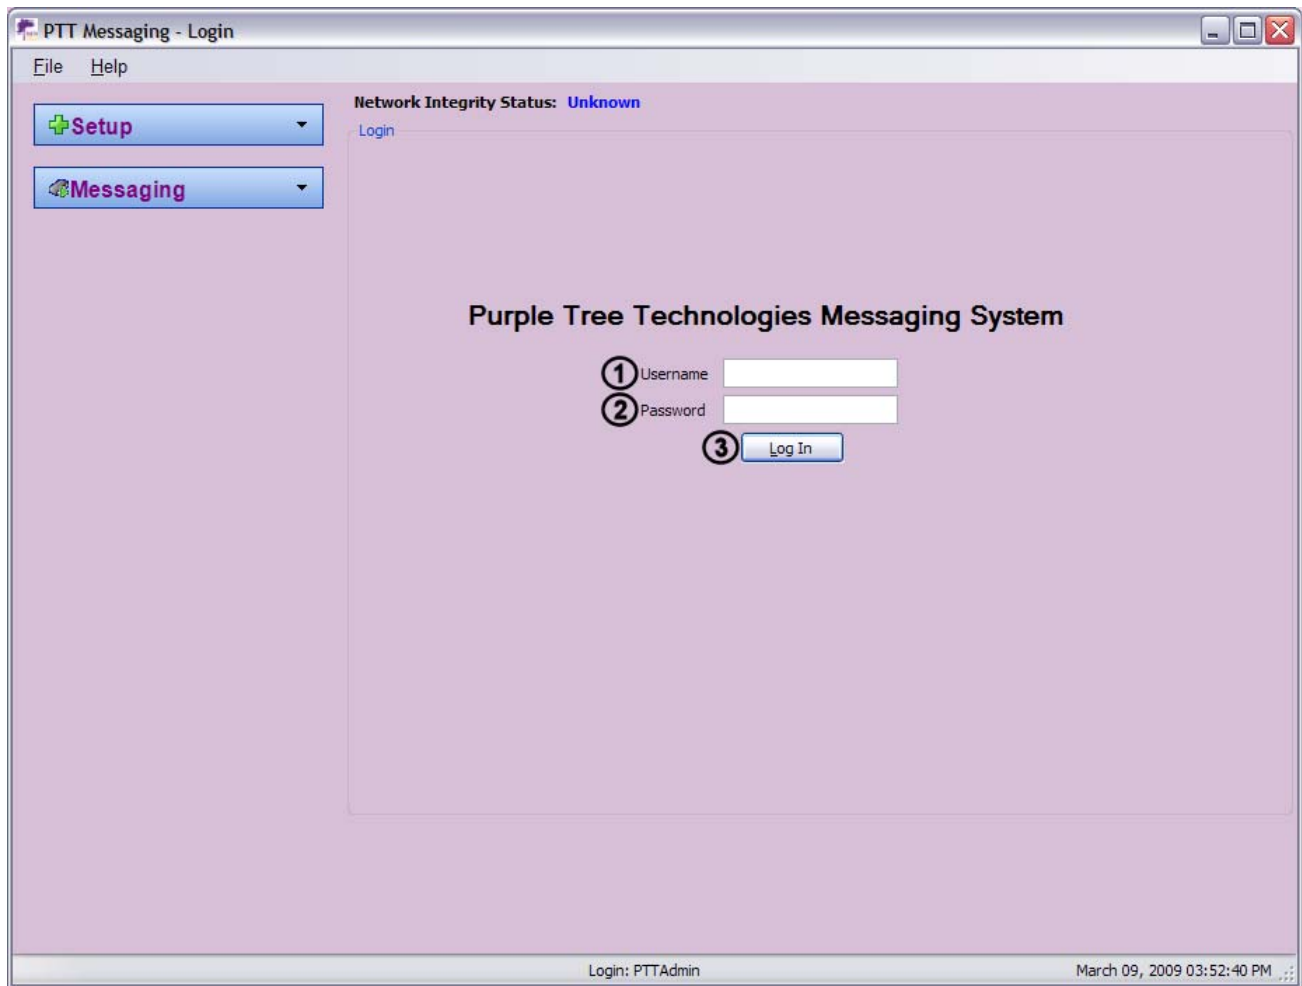 PTT Messaging - Login
File Help
Setup
Messaging
Network Integrity Status: Unknown
Login
Purple Tree Technologies Messaging System
1 Username
2 Password
3 Log In
Login: PTTAdmin
March 09, 2009 03:52:40 PM